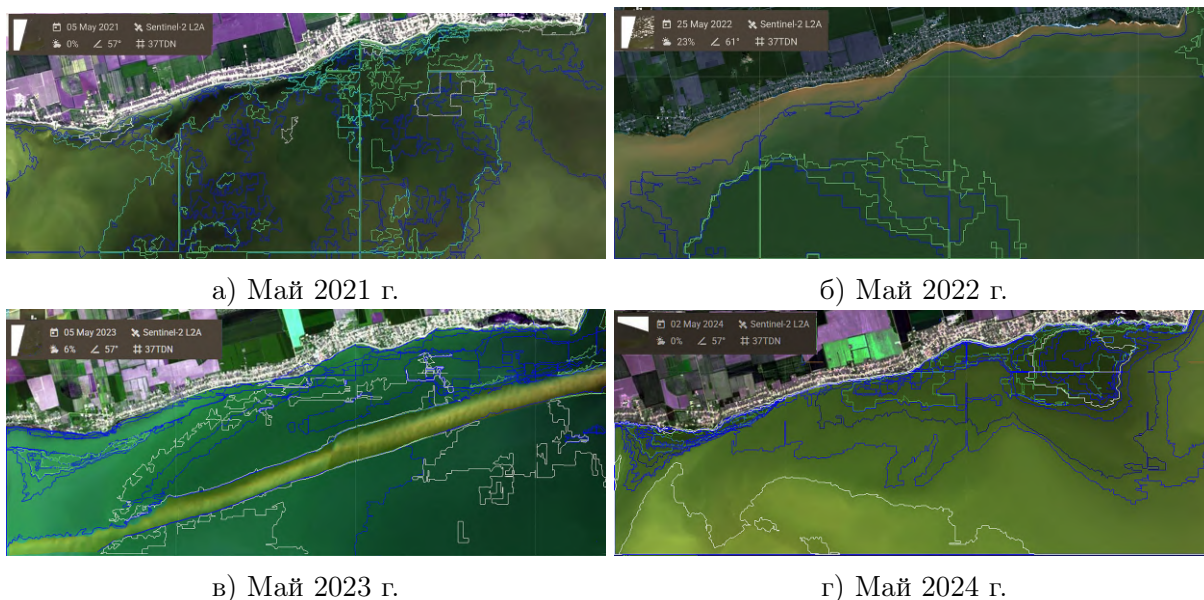 05 May 2021 Sentinel-2 L2A
0% 57° 37TDN
25 May 2022 Sentinel-2 L2A
23% 61° 37TDN
а) Май 2021 г.
б) Май 2022 г.
05 May 2023 Sentinel-2 L2A
6% 57° 37TDN
02 May 2024 Sentinel-2 L2A
0% 57° 37TDN
в) Май 2023 г.
г) Май 2024 г.